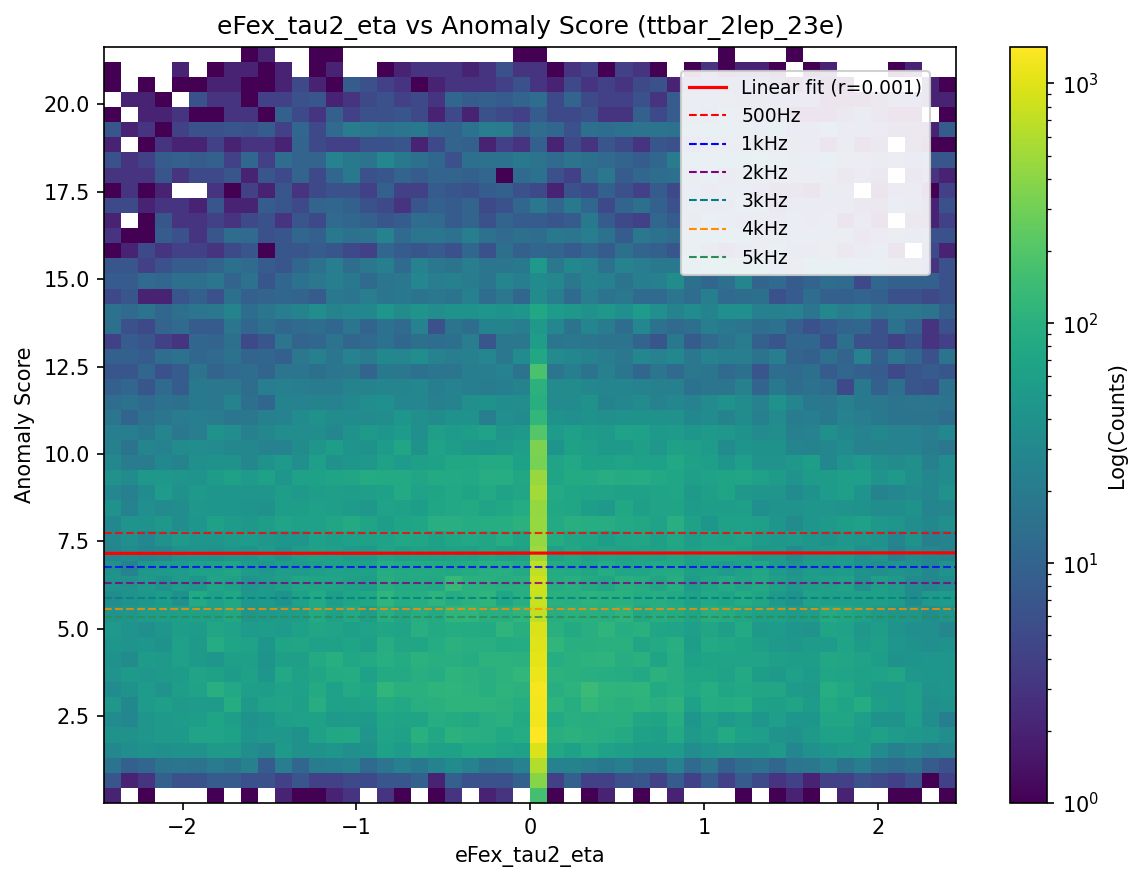 eFex_tau2_eta vs Anomaly Score (ttbar_2lep_23e)
Linear fit (r=0.001)
500Hz
1kHz
2kHz
3kHz
4kHz
5kHz
20.0
17.5
15.0
12.5
10.0
7.5
5.0
2.5
Anomaly Score
−2
−1
0
1
2
eFex_tau2_eta
10³
10²
10¹
10⁰
Log(Counts)